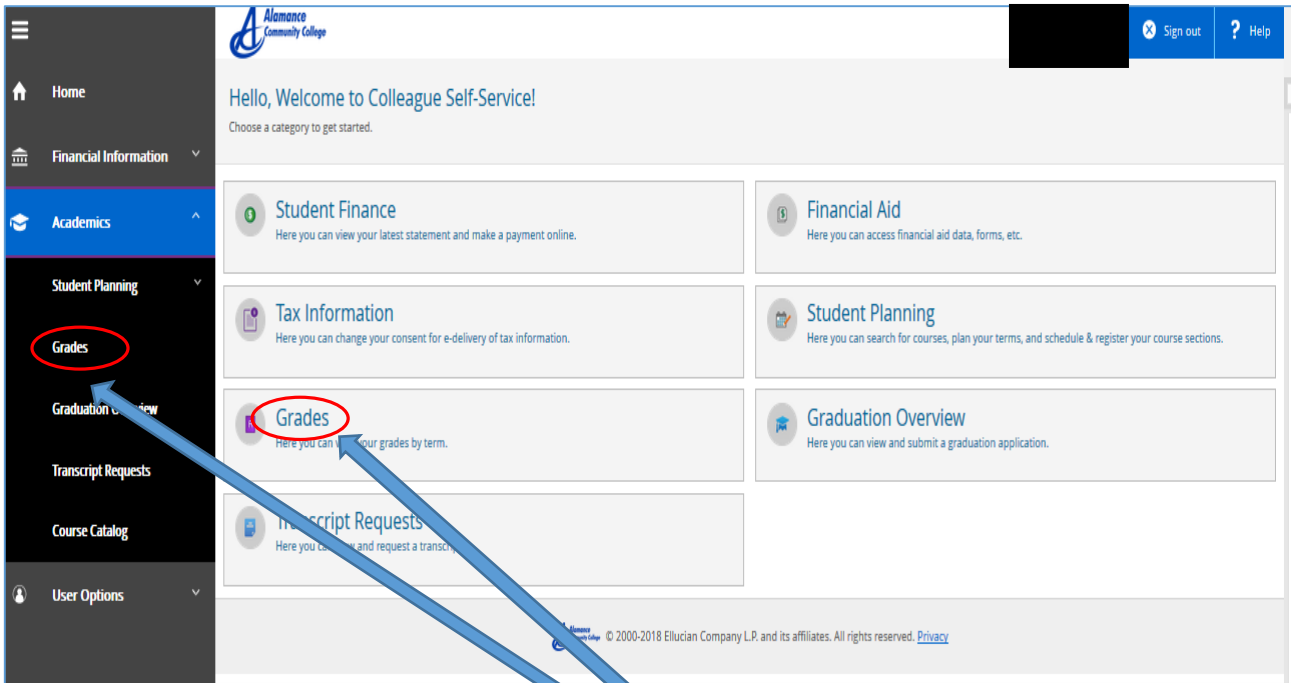 Alamance
Community College
Sign out
? Help
Home
Financial Information
Academics
Student Planning
Grades
Graduation
Transcript Requests
Course Catalog
User Options
Hello, Welcome to Colleague Self-Service!
Choose a category to get started.
Student Finance
Here you can view your latest statement and make a payment online.
Financial Aid
Here you can access financial aid data, forms, etc.
Tax Information
Here you can change your consent for e-delivery of tax information.
Student Planning
Here you can search for courses, plan your terms, and schedule & register your course sections.
Grades
Here you can your grades by term.
Graduation Overview
Here you can view and submit a graduation application.
Requests
Here you and request a
© 2000-2018 Ellucian Company L.P. and its affiliates. All rights reserved. Privacy